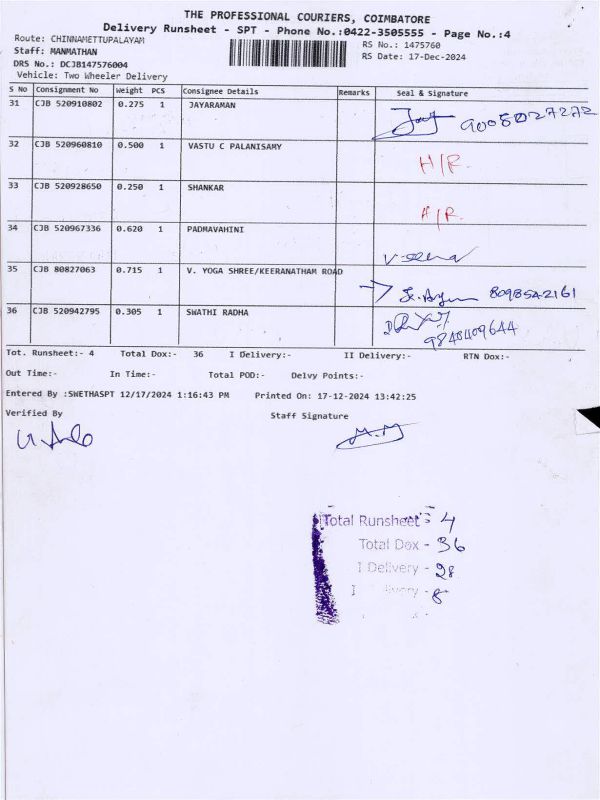 THE PROFESSIONAL COURIERS, COIMBATORE
Delivery Runsheet - SPT - Phone No.:0422-3505555 - Page No.:4
Route: CHINNAMETTUPALAYAM
RS No.: 1475760
Staff: MANMATHAN
RS Date: 17-Dec-2024
DRS No.: DCJB147576004
Vehicle: Two Wheeler Delivery
S No Consignment No Weight PCS Consignee Details Remarks Seal & Signature
31 CJB 520910802 0.275 1 JAYARAMAN
32 CJB 520960810 0.500 1 VASTU C PALANISAMY H/R.
33 CJB 520928650 0.250 1 SHANKAR H/R.
34 CJB 520967336 0.620 1 PADMAVAHINI
35 CJB 80827063 0.715 1 V. YOGA SHREE/KEERANATHAM ROAD 8098542161
36 CJB 520942795 0.305 1 SWATHI RADHA 9848409644
Tot. Runsheet:- 4 Total Dox:- 36 I Delivery:- II Delivery:- RTN Dox:-
Out Time:- In Time:- Total POD:- Delvy Points:-
Entered By :SWETHASPT 12/17/2024 1:16:43 PM Printed On: 17-12-2024 13:42:25
Verified By Staff Signature
Total Runsheet - 4
Total Dox - 36
I Delivery - 28
8